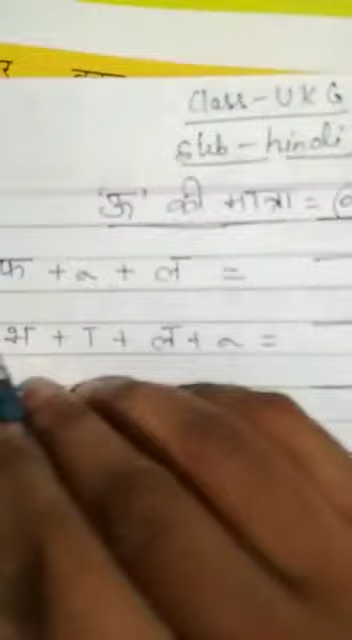 Class - UKG
Sub - hindi
'ऊ' की मात्रा = (
फ + ू + ल =
भ + ा + ल + ू =